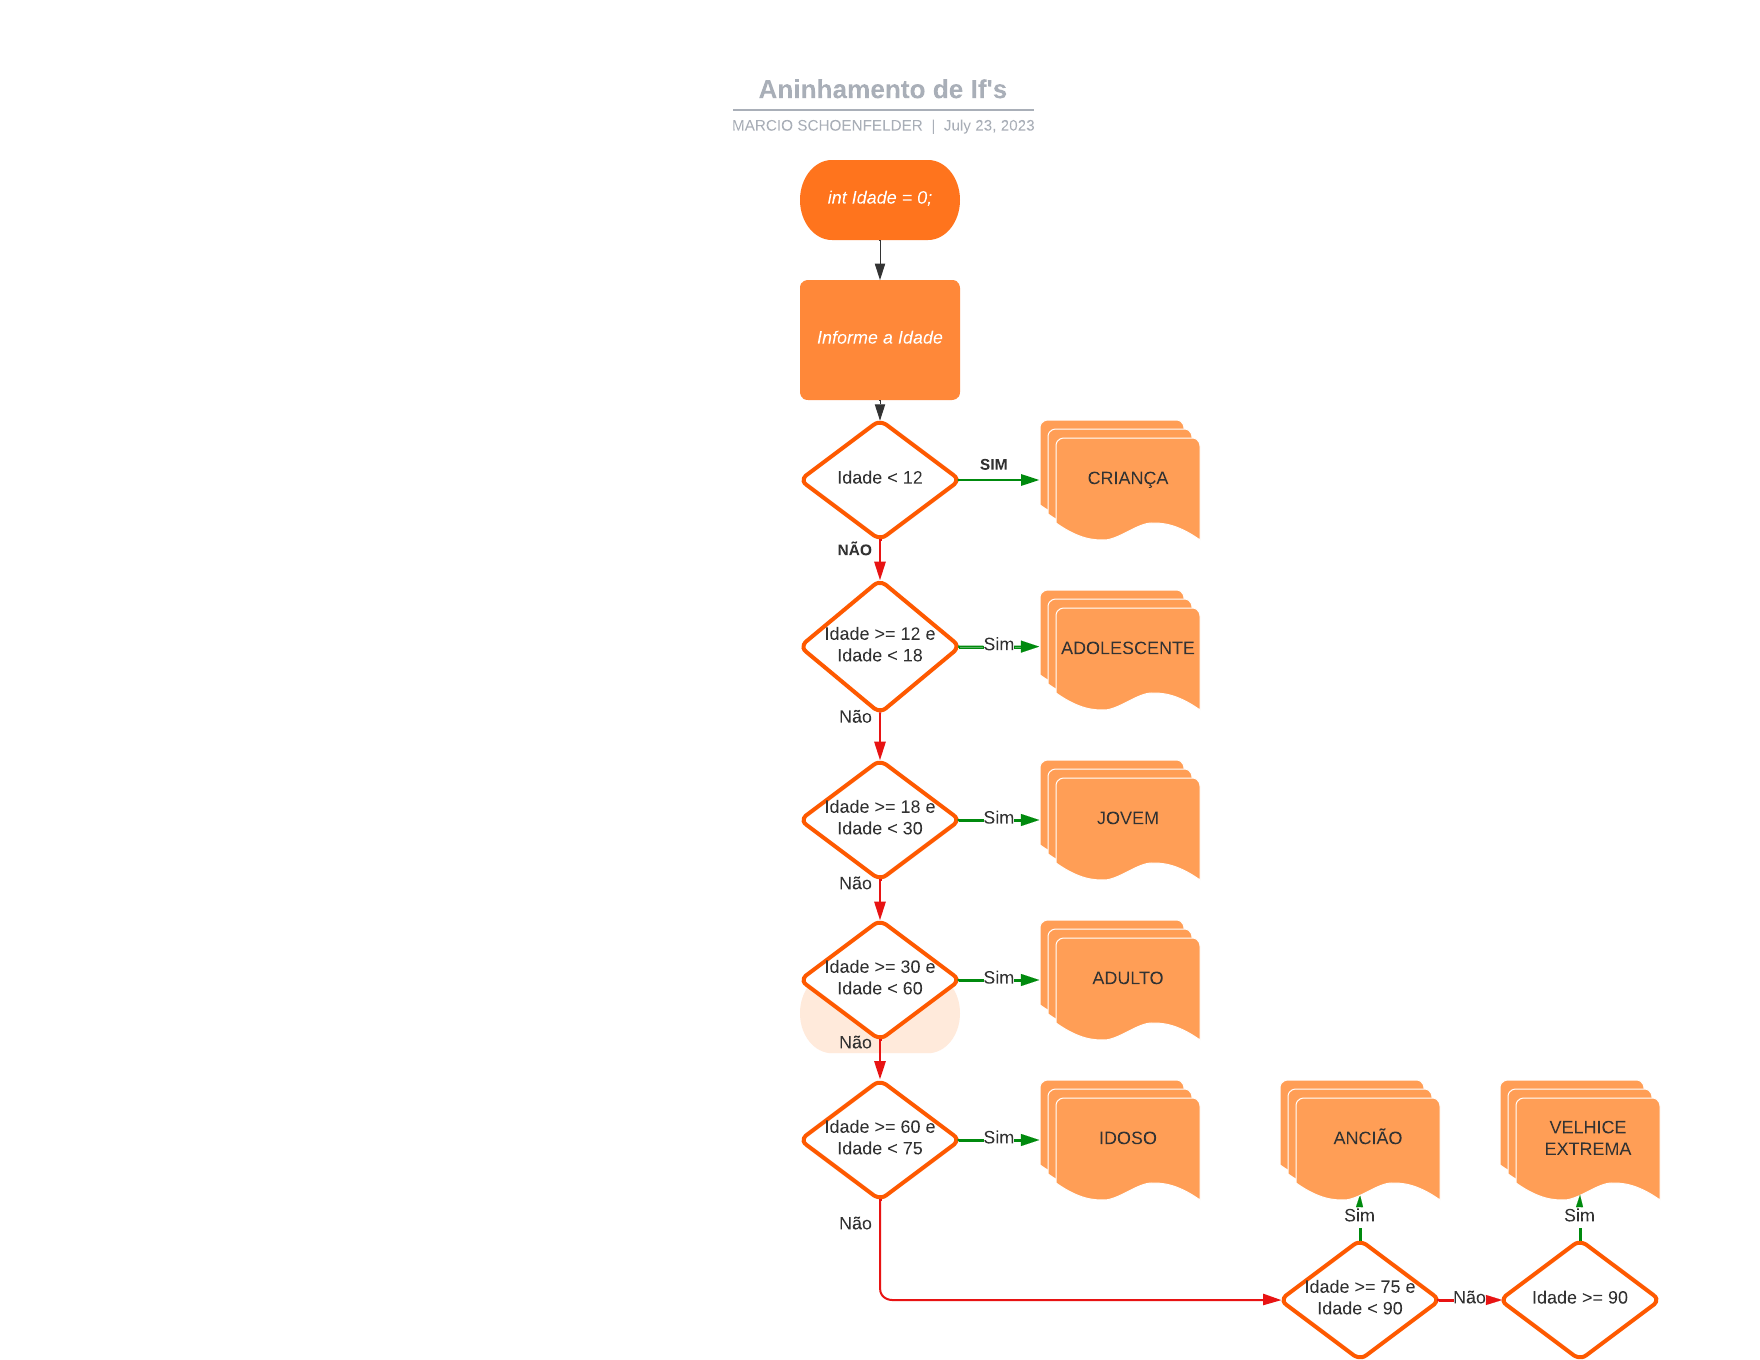 Aninhamento de If's
MARCIO SCHOENFELDER | July 23, 2023
int Idade = 0;
Informe a Idade
Idade < 12
SIM
CRIANÇA
NÃO
Idade >= 12 e
Idade < 18
Sim
ADOLESCENTE
Não
Idade >= 18 e
Idade < 30
Sim
JOVEM
Não
Idade >= 30 e
Idade < 60
Sim
ADULTO
Não
Idade >= 60 e
Idade < 75
Sim
IDOSO
Não
ANCIÃO
Sim
Idade >= 75 e
Idade < 90
Não
VELHICE
EXTREMA
Sim
Idade >= 90